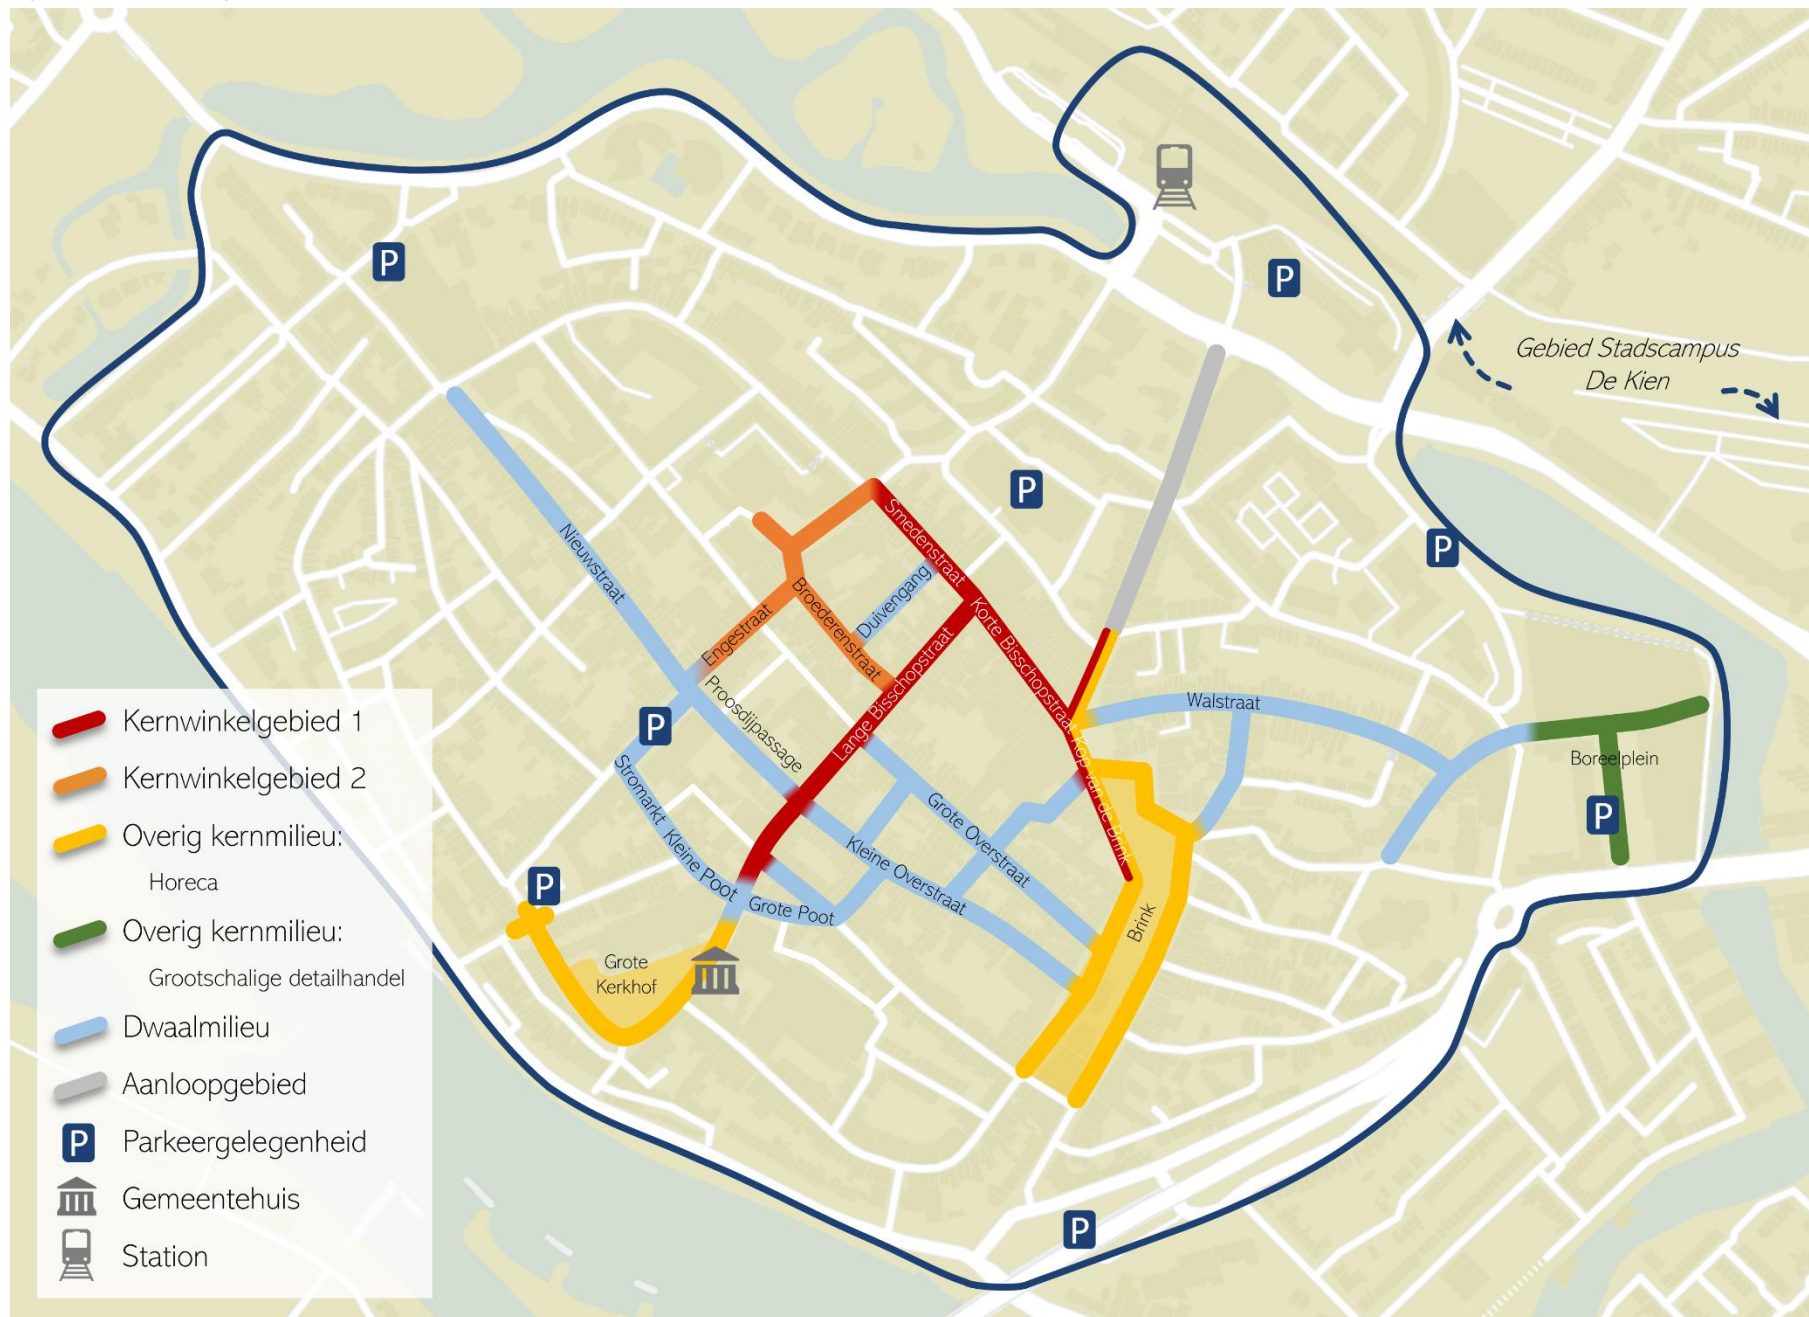 P
P
Gebied Stadscampus
De Kien
P
P
Smedenstraat
Nieuwstraat
Duivengang
Broederenstraat
Engestraat
Korte Bisschopstraat
Lange Bisschopstraat
Proosdijpassage
P
Walstraat
Kop van de Brink
Boreelplein
P
Stromarkt
Kleine Poot
Grote Overstraat
Kleine Overstraat
Grote Poot
P
Brink
Grote
Kerkhof
P
Kernwinkelgebied 1
Kernwinkelgebied 2
Overig kernmilieu:
Horeca
Overig kernmilieu:
Grootschalige detailhandel
Dwaalmilieu
Aanloopgebied
P Parkeergelegenheid
Gemeentehuis
Station